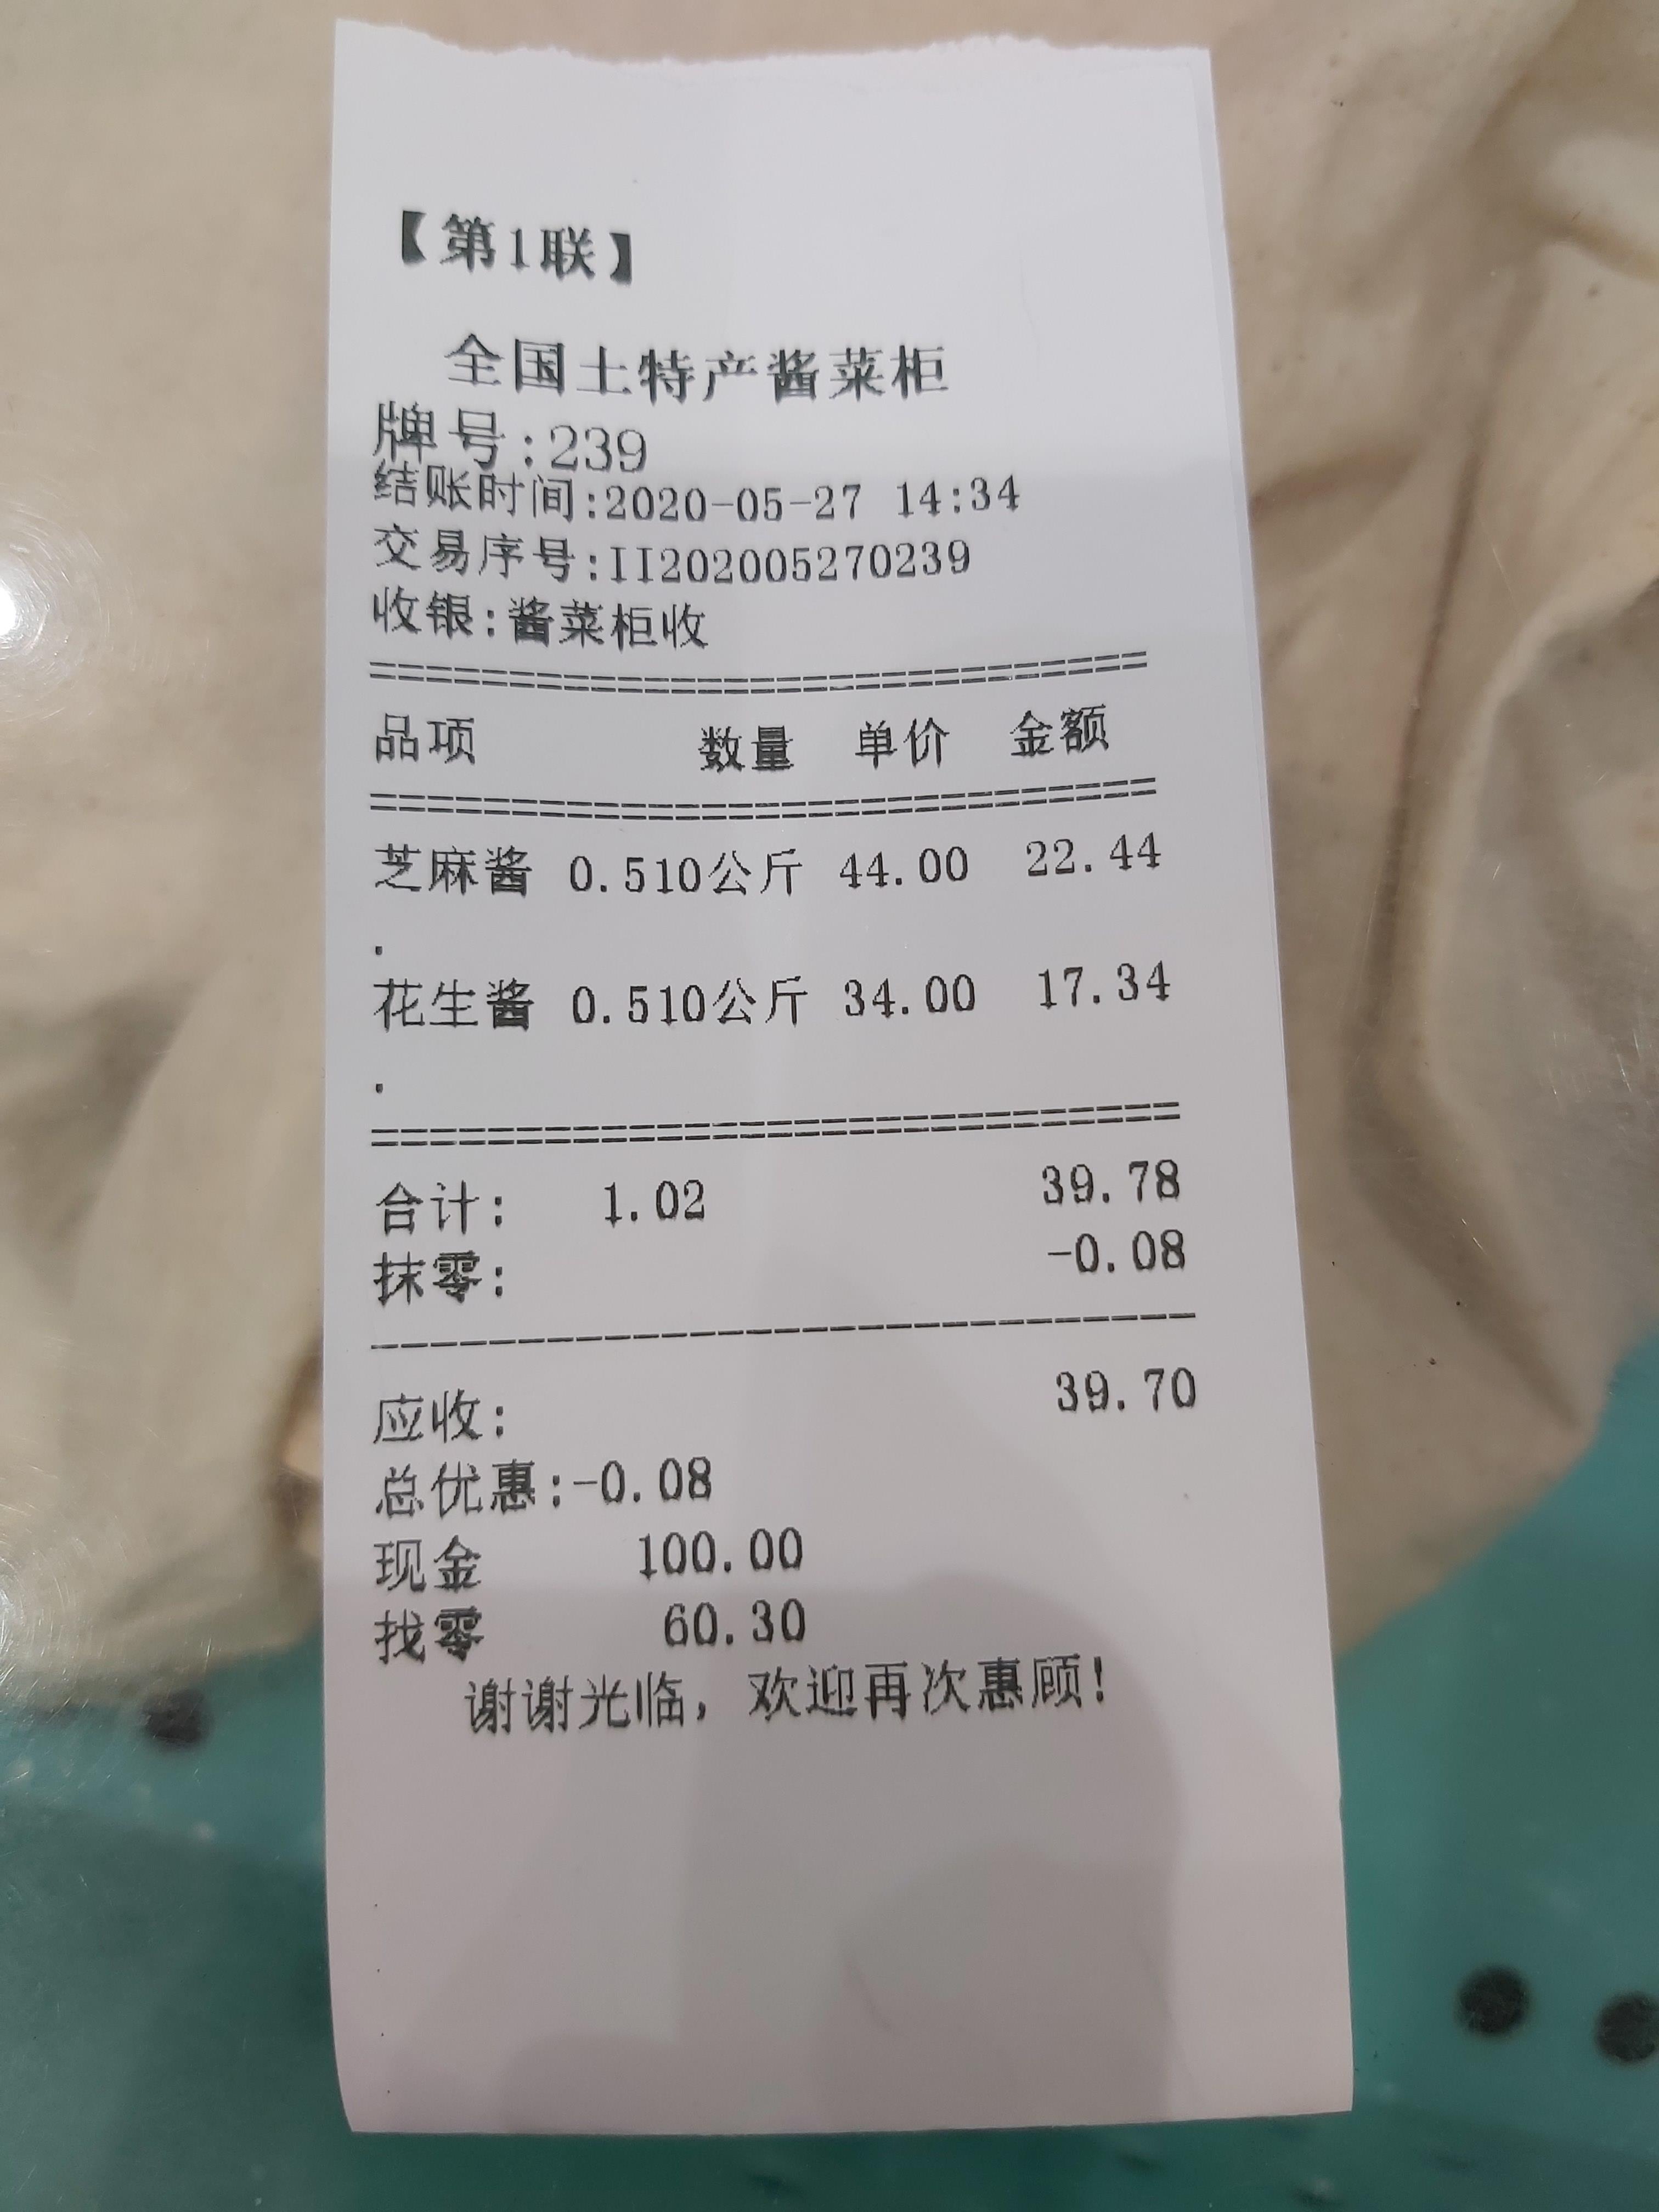 【第1联】
全国土特产酱菜柜
牌号:239
结账时间:2020-05-27 14:34
交易序号:II202005270239
收银:酱菜柜收
============================
品项 数量 单价 金额
============================
芝麻酱 0.510公斤 44.00 22.44
.
花生酱 0.510公斤 34.00 17.34
.
============================
合计: 1.02 39.78
抹零: -0.08
----------------------------
应收: 39.70
总优惠:-0.08
现金 100.00
找零 60.30
谢谢光临，欢迎再次惠顾!